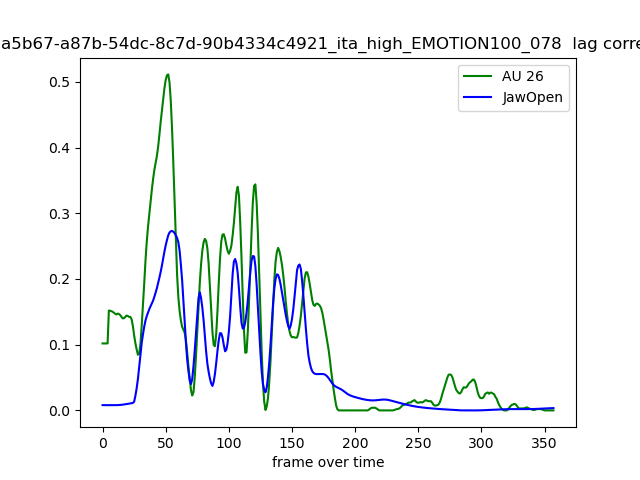 a5b67-a87b-54dc-8c7d-90b4334c4921_ita_high_EMOTION100_078 lag corre
AU 26
JawOpen
0.5
0.4
0.3
0.2
0.1
0.0
0 50 100 150 200 250 300 350
frame over time